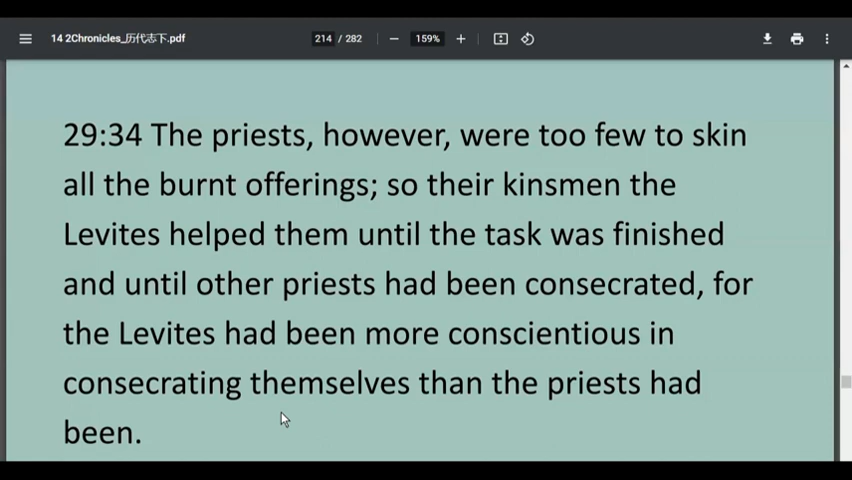 14 2Chronicles_历代志下.pdf
214 / 282
159%
29:34 The priests, however, were too few to skin
all the burnt offerings; so their kinsmen the
Levites helped them until the task was finished
and until other priests had been consecrated, for
the Levites had been more conscientious in
consecrating themselves than the priests had
been.